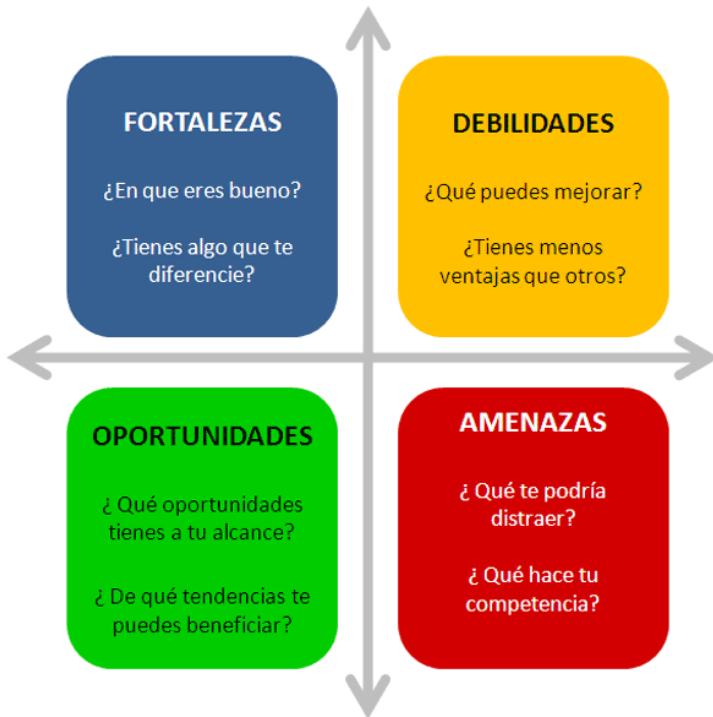 FORTALEZAS
¿En que eres bueno?
¿Tienes algo que te
diferencie?
DEBILIDADES
¿Qué puedes mejorar?
¿Tienes menos
ventajas que otros?
OPORTUNIDADES
¿ Qué oportunidades
tienes a tu alcance?
¿ De qué tendencias te
puedes beneficiar?
AMENAZAS
¿ Qué te podría
distraer?
¿ Qué hace tu
competencia?